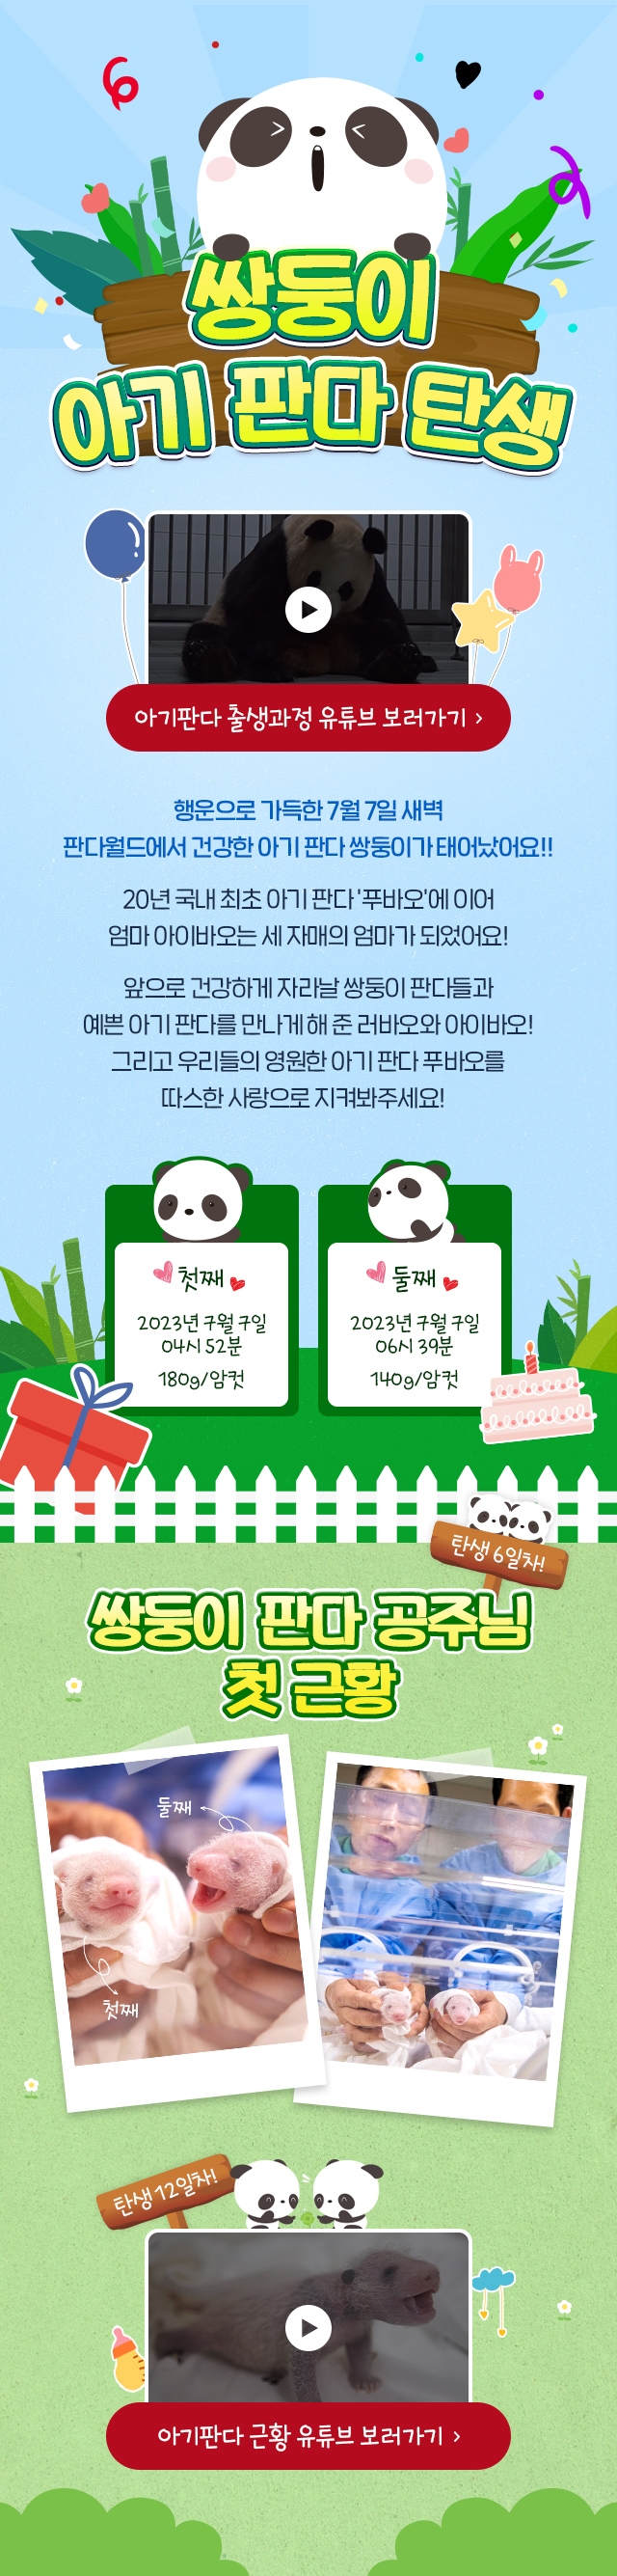 쌍둥이
아기 판다 탄생
아기판다 출생과정 유튜브 보러가기 >
행운으로 가득한 7월 7일 새벽
판다월드에서 건강한 아기 판다 쌍둥이가 태어났어요!!
20년 국내 최초 아기 판다 '푸바오'에 이어
엄마 아이바오는 세 자매의 엄마가 되었어요!
앞으로 건강하게 자라날 쌍둥이 판다들과
예쁜 아기 판다를 만나게 해 준 러바오와 아이바오!
그리고 우리들의 영원한 아기 판다 푸바오를
따스한 사랑으로 지켜봐주세요!
첫째
2023년 7월 7일
04시 52분
180g/암컷
둘째
2023년 7월 7일
06시 39분
140g/암컷
탄생 6일차!
쌍둥이 판다 공주님
첫 근황
둘째
첫째
탄생 12일차!
아기판다 근황 유튜브 보러가기 >